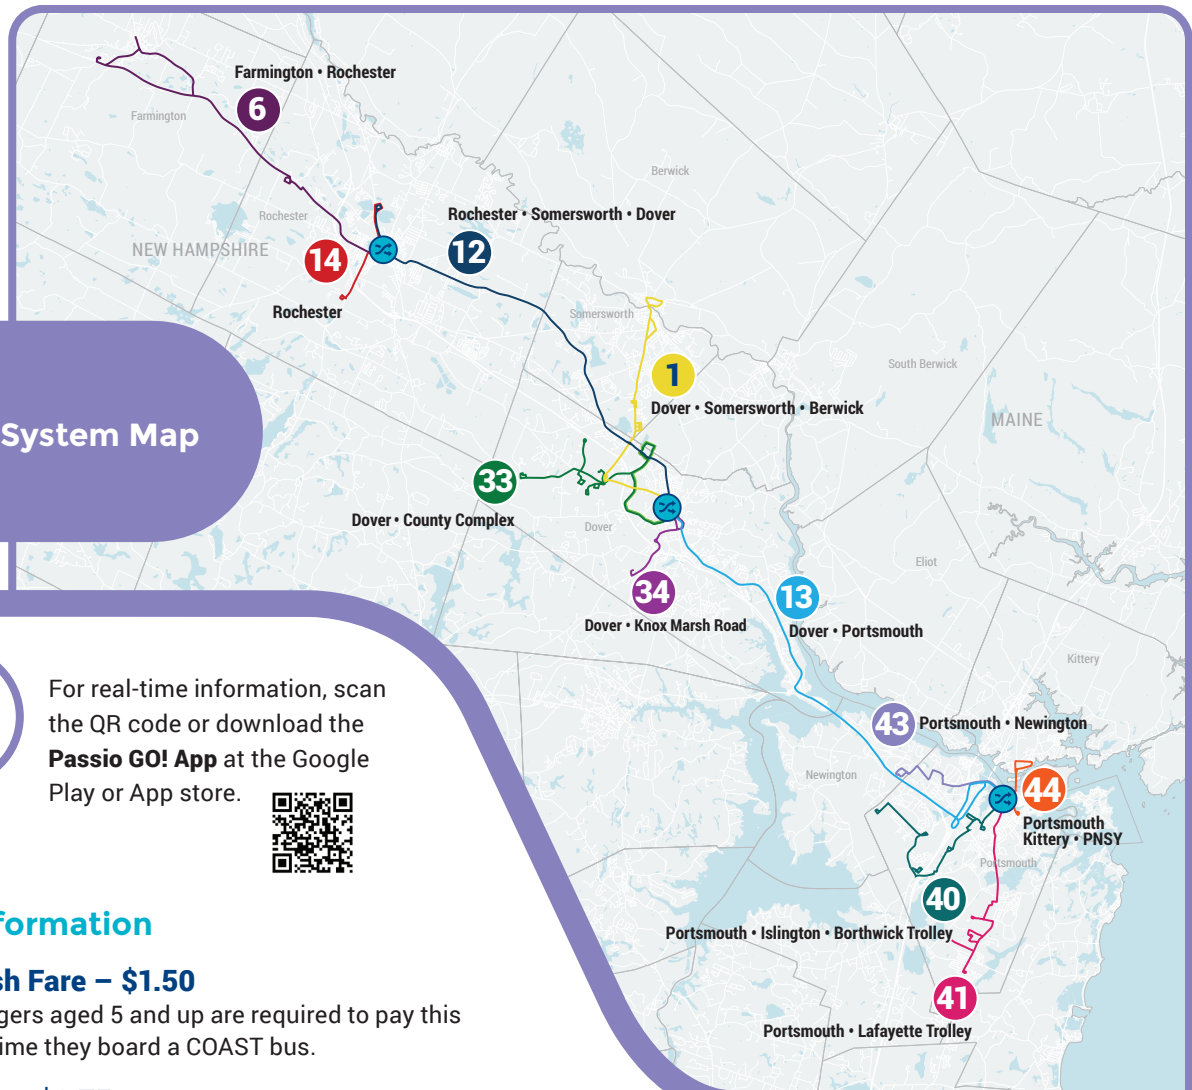 Farmington • Rochester
6
Farmington
Berwick
Rochester
Rochester • Somersworth • Dover
NEW HAMPSHIRE
14
12
Rochester
Somersworth
1
South Berwick
Dover • Somersworth • Berwick
MAINE
System Map
33
Dover • County Complex
Dover
Eliot
34
13
Dover • Knox Marsh Road
Dover • Portsmouth
Kittery
For real-time information, scan
the QR code or download the
Passio GO! App at the Google
Play or App store.
43
Portsmouth • Newington
Newington
44
Portsmouth
Kittery • PNSY
Portsmouth
40
Portsmouth • Islington • Borthwick Trolley
41
Portsmouth • Lafayette Trolley
formation
sh Fare – $1.50
gers aged 5 and up are required to pay this
ime they board a COAST bus.